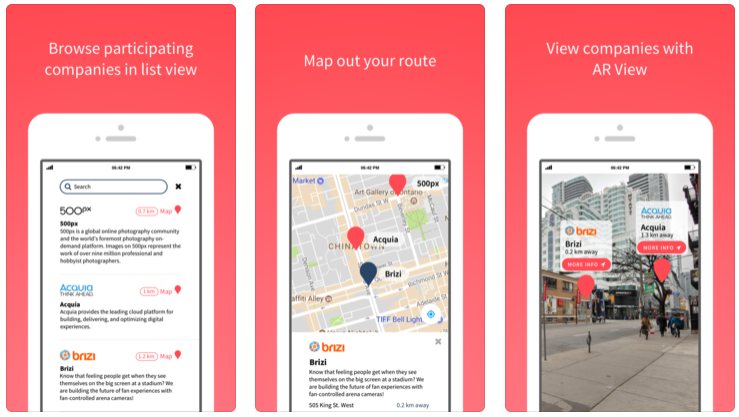 Browse participating
companies in list view
06:42 PM
Search
500px
0.7 km Map
500px
500px is a global online photography community
and the world's foremost photography on-
demand platform. Images on 500px represent the
work of over nine million professional and
hobbyist photographers.
ACQUIA
THINK AHEAD.
1 km Map
Acquia
Acquia provides the leading cloud platform for
building, delivering, and optimizing digital
experiences.
brizi
1.2 km Map
Brizi
Know that feeling people get when they see
themselves on the big screen at a stadium? We
are building the future of fan experiences with
fan-controlled arena cameras!
Map out your route
06:42 PM
Market
500px
Art Gallery of Ontario
Dundas St W
Acquia
CHINATOWN
Brizi
Richmond St W
Adelaide St
affiti Alley
TIFF Bell Light
brizi
Brizi
Know that feeling people get when they see
themselves on the big screen at a stadium? We
are building the future of fan experiences with
fan-controlled arena cameras!
505 King St. West 0.2 km away
View companies with
AR View
06:42 PM
ACQUIA
THINK AHEAD.
Acquia
1.3 km away
MORE INFO
brizi
Brizi
0.2 km away
MORE INFO